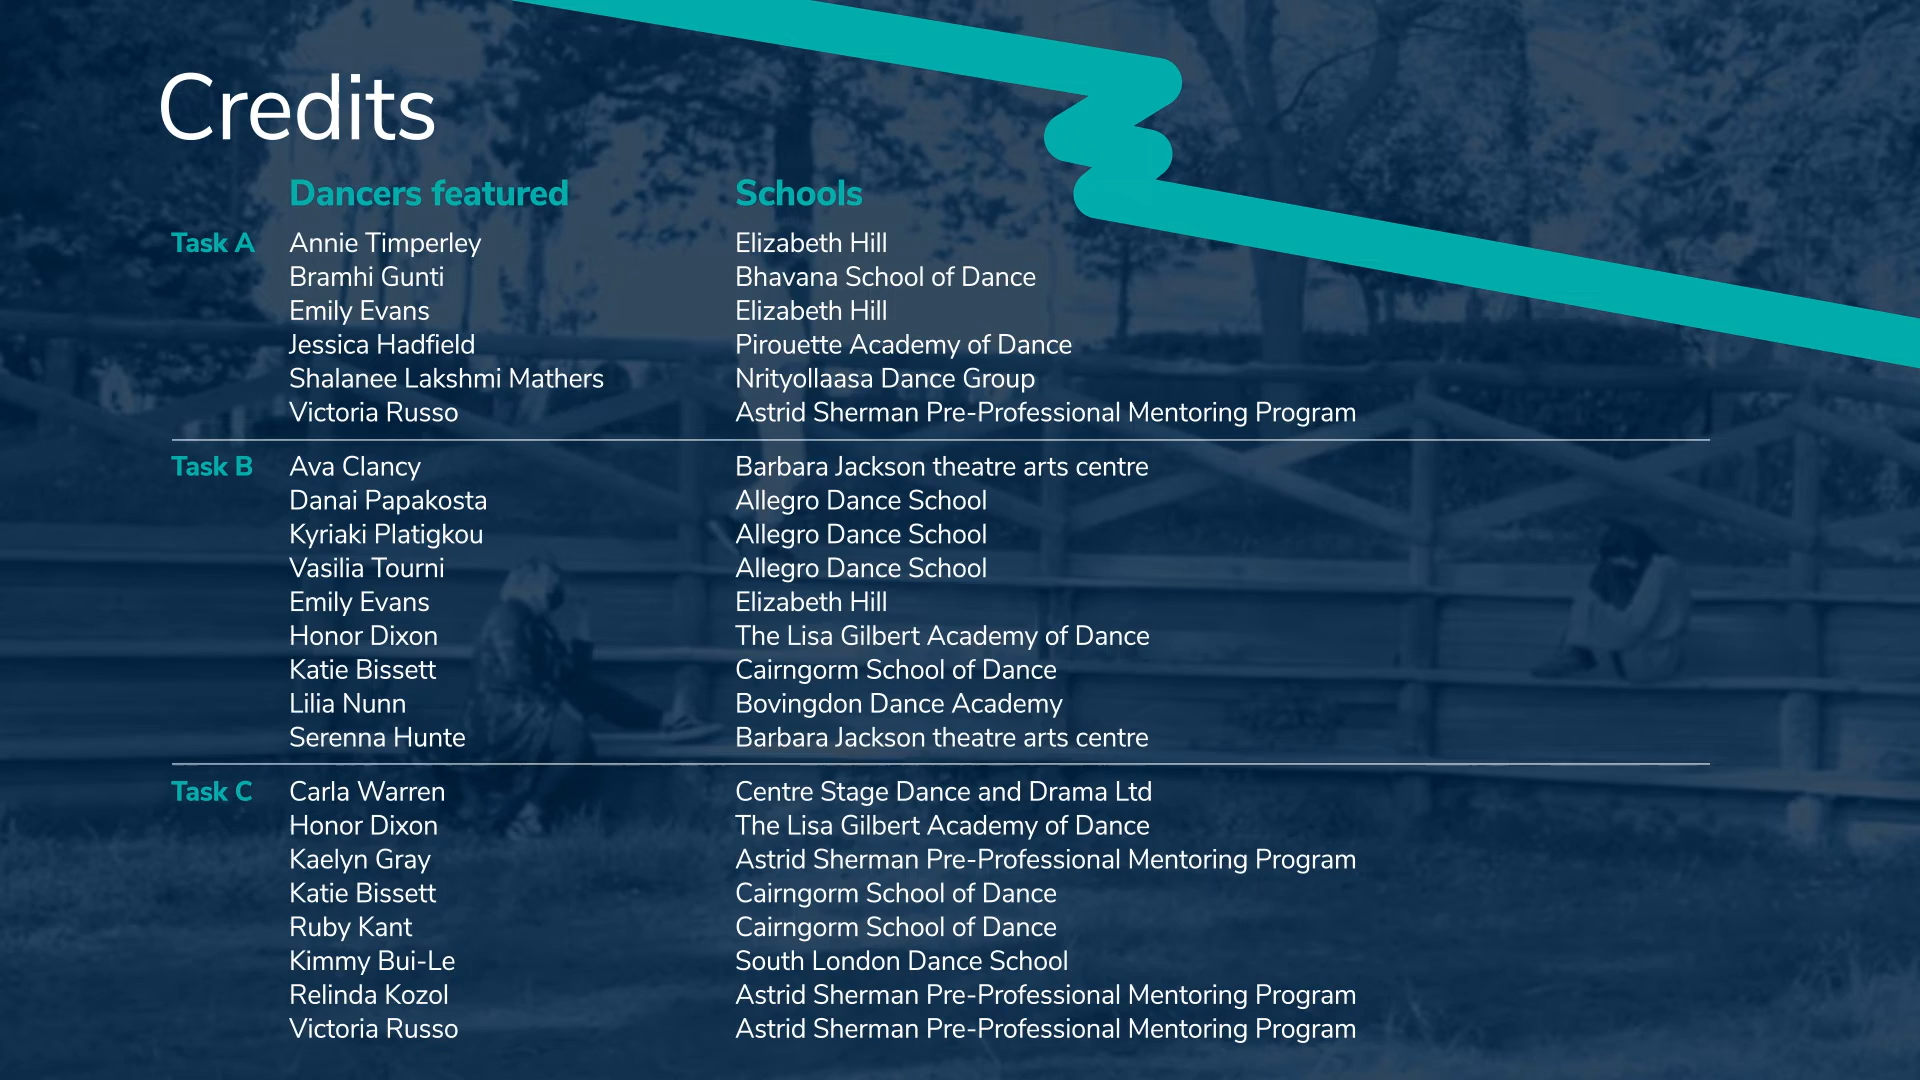 Credits
Dancers featured Schools
Task A Annie Timperley Elizabeth Hill
Bramhi Gunti Bhavana School of Dance
Emily Evans Elizabeth Hill
Jessica Hadfield Pirouette Academy of Dance
Shalanee Lakshmi Mathers Nrityollaasa Dance Group
Victoria Russo Astrid Sherman Pre-Professional Mentoring Program
Task B Ava Clancy Barbara Jackson theatre arts centre
Danai Papakosta Allegro Dance School
Kyriaki Platigkou Allegro Dance School
Vasilia Tourni Allegro Dance School
Emily Evans Elizabeth Hill
Honor Dixon The Lisa Gilbert Academy of Dance
Katie Bissett Cairngorm School of Dance
Lilia Nunn Bovingdon Dance Academy
Serenna Hunte Barbara Jackson theatre arts centre
Task C Carla Warren Centre Stage Dance and Drama Ltd
Honor Dixon The Lisa Gilbert Academy of Dance
Kaelyn Gray Astrid Sherman Pre-Professional Mentoring Program
Katie Bissett Cairngorm School of Dance
Ruby Kant Cairngorm School of Dance
Kimmy Bui-Le South London Dance School
Relinda Kozol Astrid Sherman Pre-Professional Mentoring Program
Victoria Russo Astrid Sherman Pre-Professional Mentoring Program